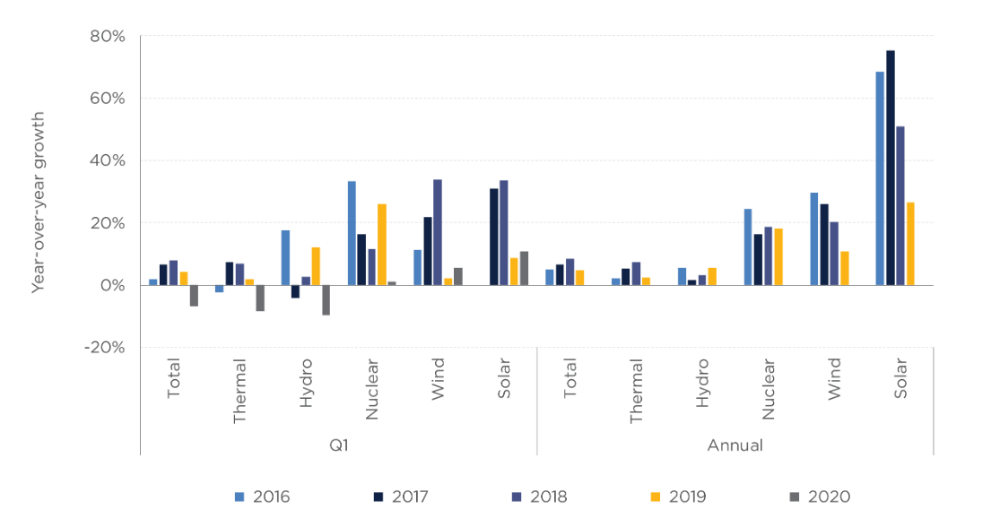 Year-over-year growth
80%
60%
40%
20%
0%
-20%
Total
Thermal
Hydro
Nuclear
Wind
Solar
Total
Thermal
Hydro
Nuclear
Wind
Solar
Q1
Annual
2016
2017
2018
2019
2020